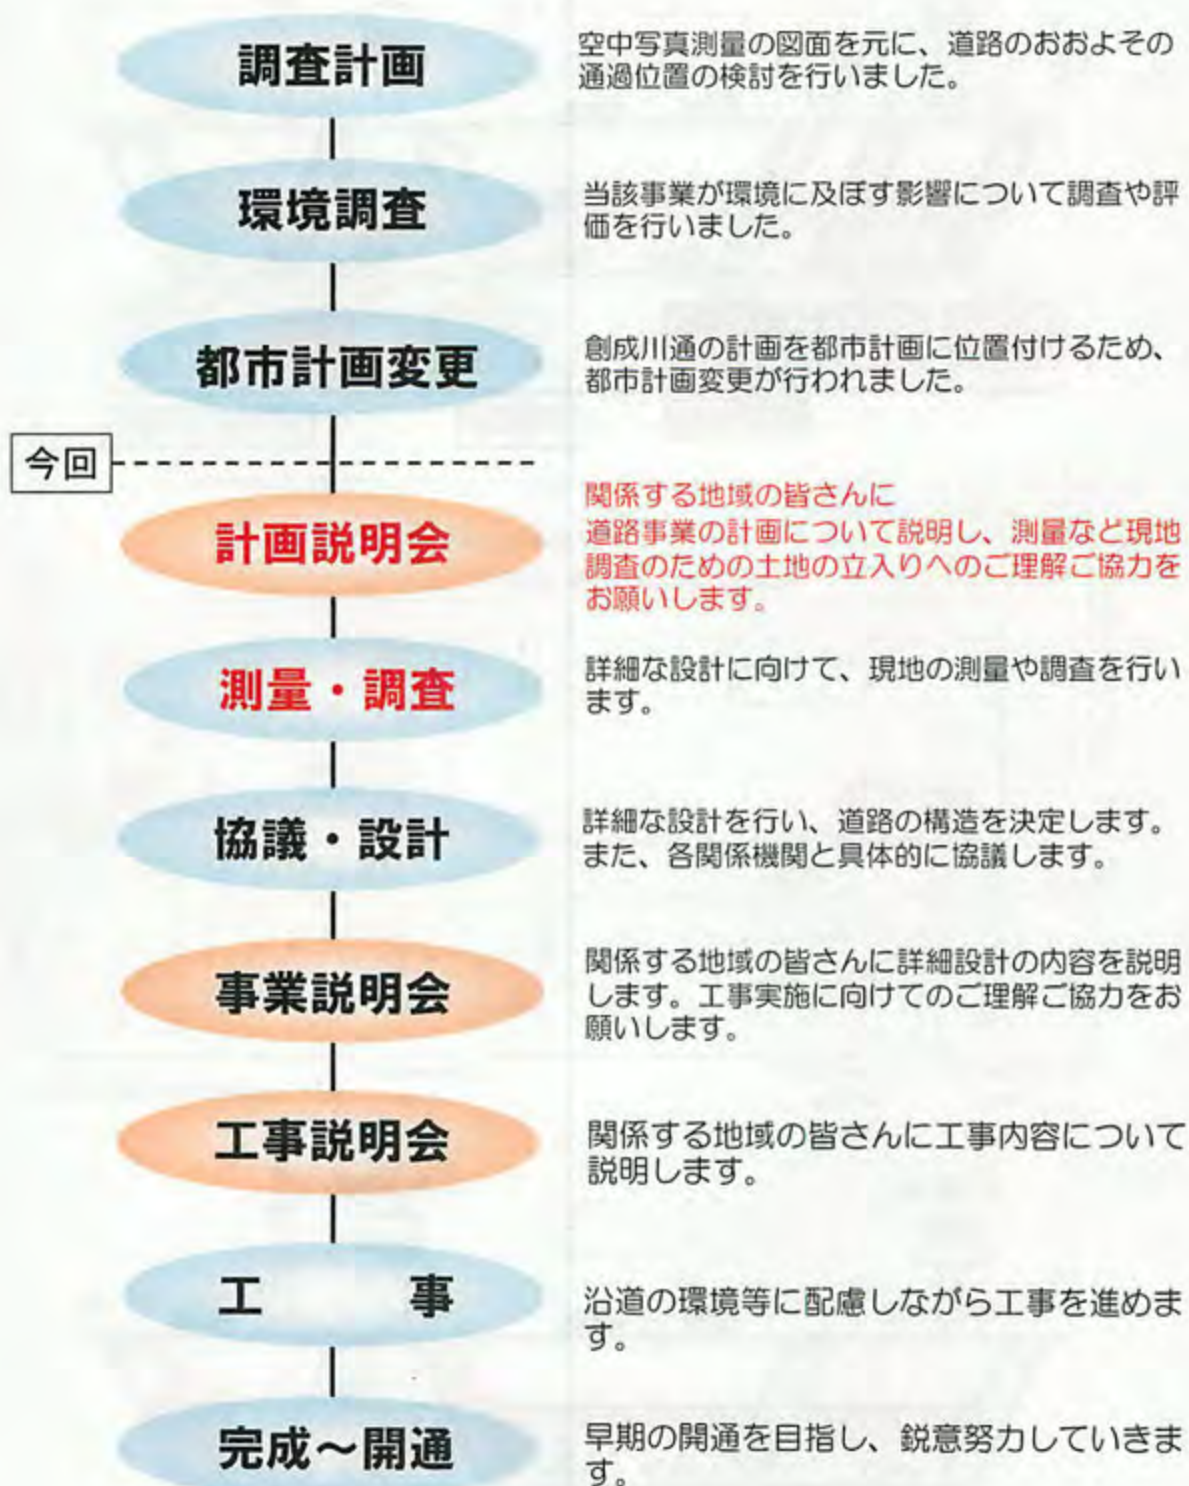 調査計画
空中写真測量の図面を元に、道路のおおよその
通過位置の検討を行いました。
環境調査
当該事業が環境に及ぼす影響について調査や評
価を行いました。
都市計画変更
創成川通の計画を都市計画に位置付けるため、
都市計画変更が行われました。
今回
計画説明会
関係する地域の皆さんに
道路事業の計画について説明し、測量など現地
調査のための土地の立入りへのご理解ご協力を
お願いします。
測量・調査
詳細な設計に向けて、現地の測量や調査を行い
ます。
協議・設計
詳細な設計を行い、道路の構造を決定します。
また、各関係機関と具体的に協議します。
事業説明会
関係する地域の皆さんに詳細設計の内容を説明
します。工事実施に向けてのご理解ご協力をお
願いします。
工事説明会
関係する地域の皆さんに工事内容について
説明します。
工　　事
沿道の環境等に配慮しながら工事を進めま
す。
完成～開通
早期の開通を目指し、鋭意努力していきま
す。